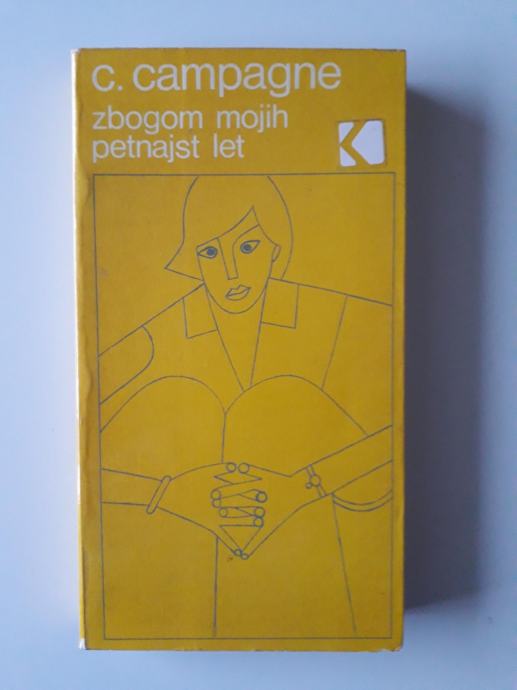 c. campagne
zbogom mojih
petnajst let